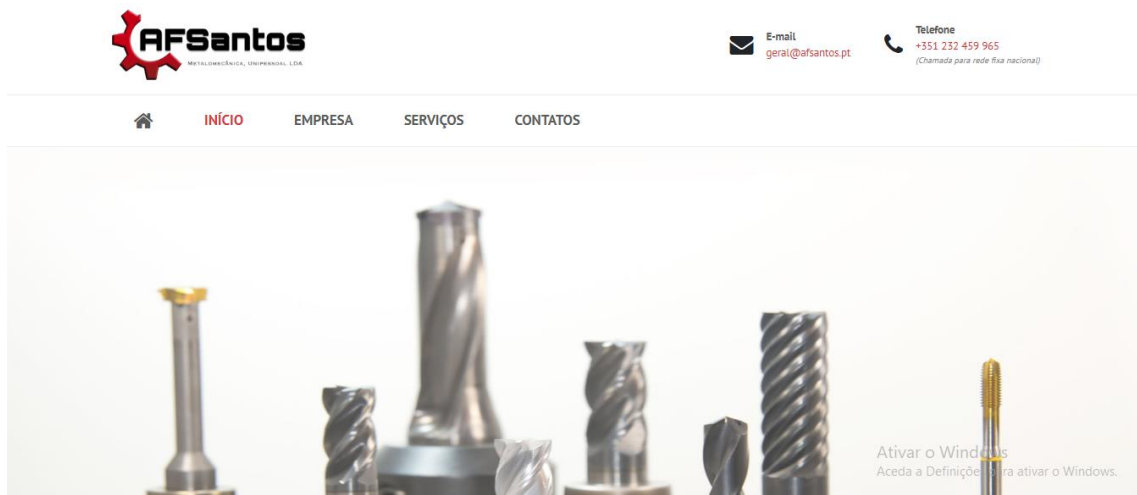 AFSantos
METALOMECÂNICA, UNIPESSOAL LDA
E-mail
geral@afsantos.pt
Telefone
+351 232 459 965
(Chamada para rede fixa nacional)
INÍCIO
EMPRESA
SERVIÇOS
CONTATOS
Ativar o Windows
Aceda a Definições para ativar o Windows.